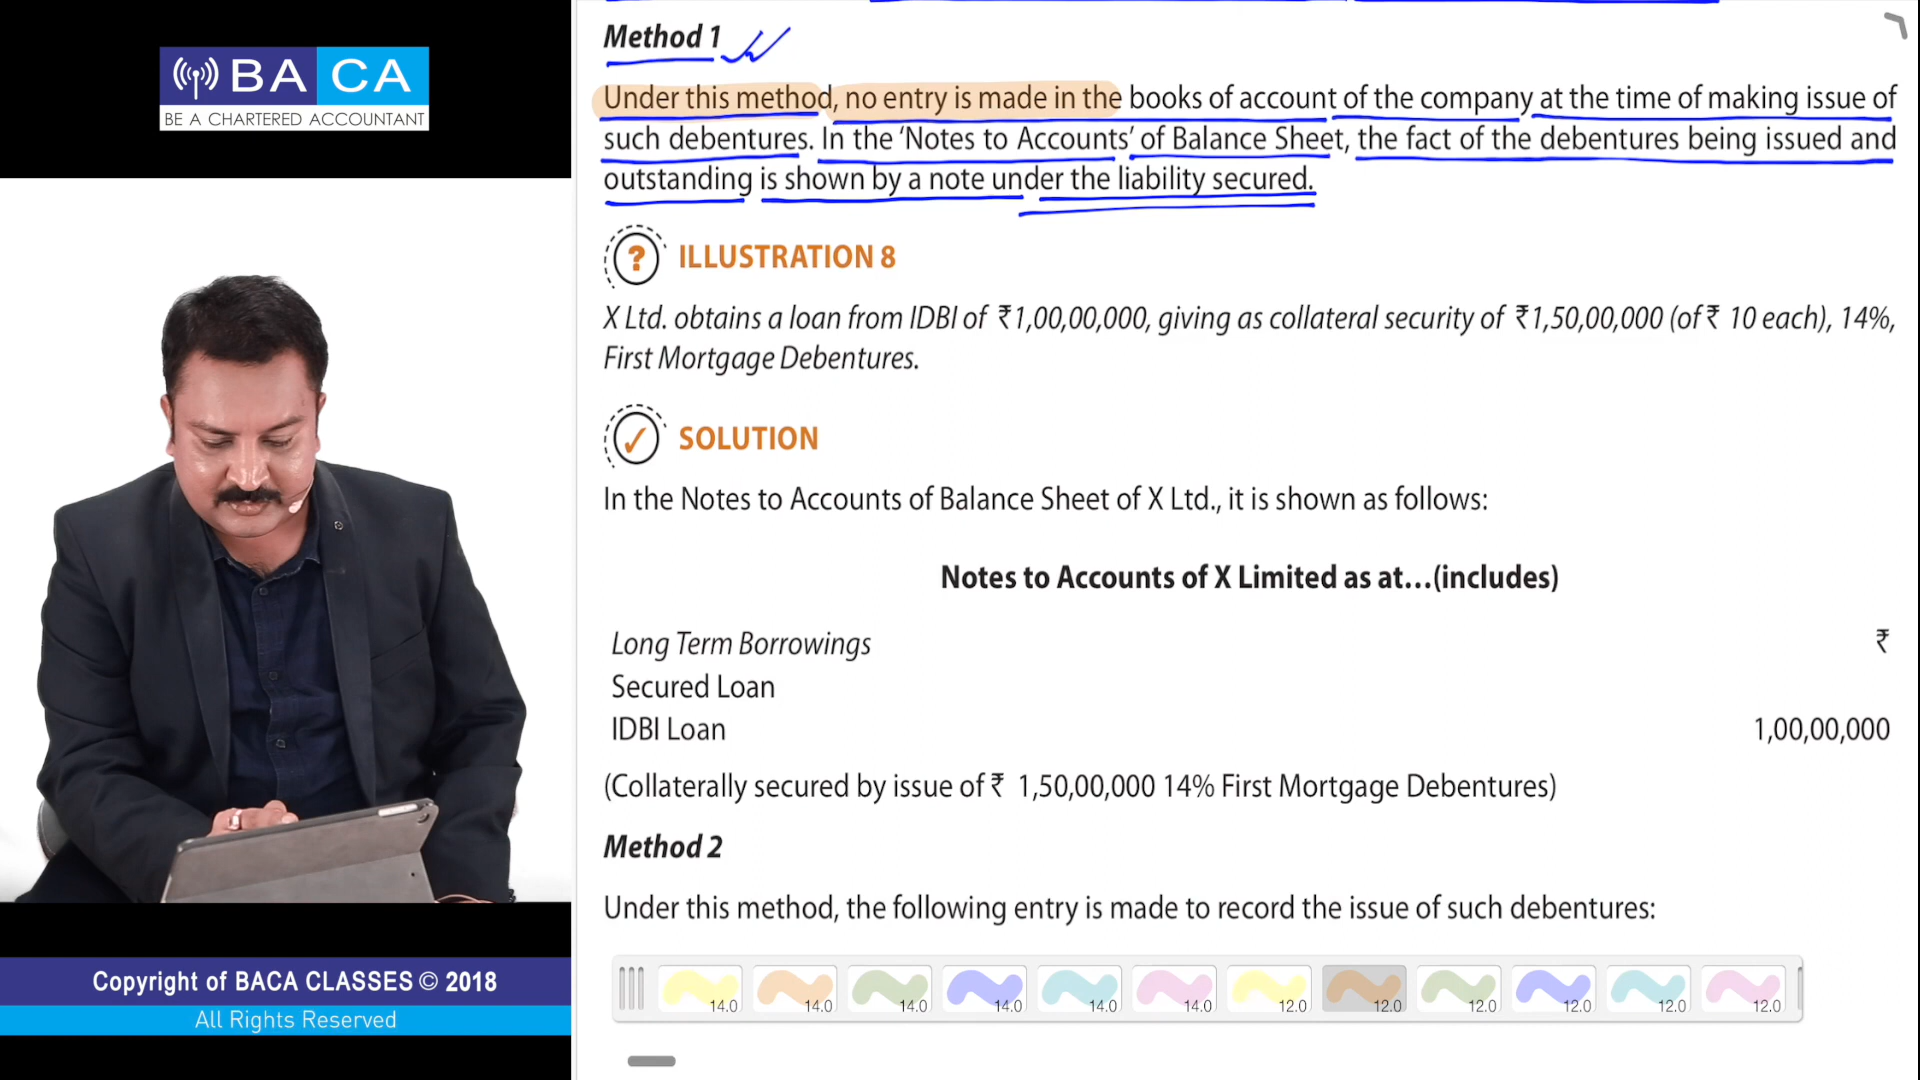 BA CA
BE A CHARTERED ACCOUNTANT
Method 1
Under this method, no entry is made in the books of account of the company at the time of making issue of
such debentures. In the ‘Notes to Accounts’ of Balance Sheet, the fact of the debentures being issued and
outstanding is shown by a note under the liability secured.
? ILLUSTRATION 8
X Ltd. obtains a loan from IDBI of ₹1,00,00,000, giving as collateral security of ₹1,50,00,000 (of ₹ 10 each), 14%,
First Mortgage Debentures.
SOLUTION
In the Notes to Accounts of Balance Sheet of X Ltd., it is shown as follows:
Notes to Accounts of X Limited as at…(includes)
Long Term Borrowings ₹
Secured Loan
IDBI Loan 1,00,00,000
(Collaterally secured by issue of ₹ 1,50,00,000 14% First Mortgage Debentures)
Method 2
Under this method, the following entry is made to record the issue of such debentures:
14.0 14.0 14.0 14.0 14.0 14.0 12.0 12.0 12.0 12.0 12.0 12.0
Copyright of BACA CLASSES © 2018
All Rights Reserved